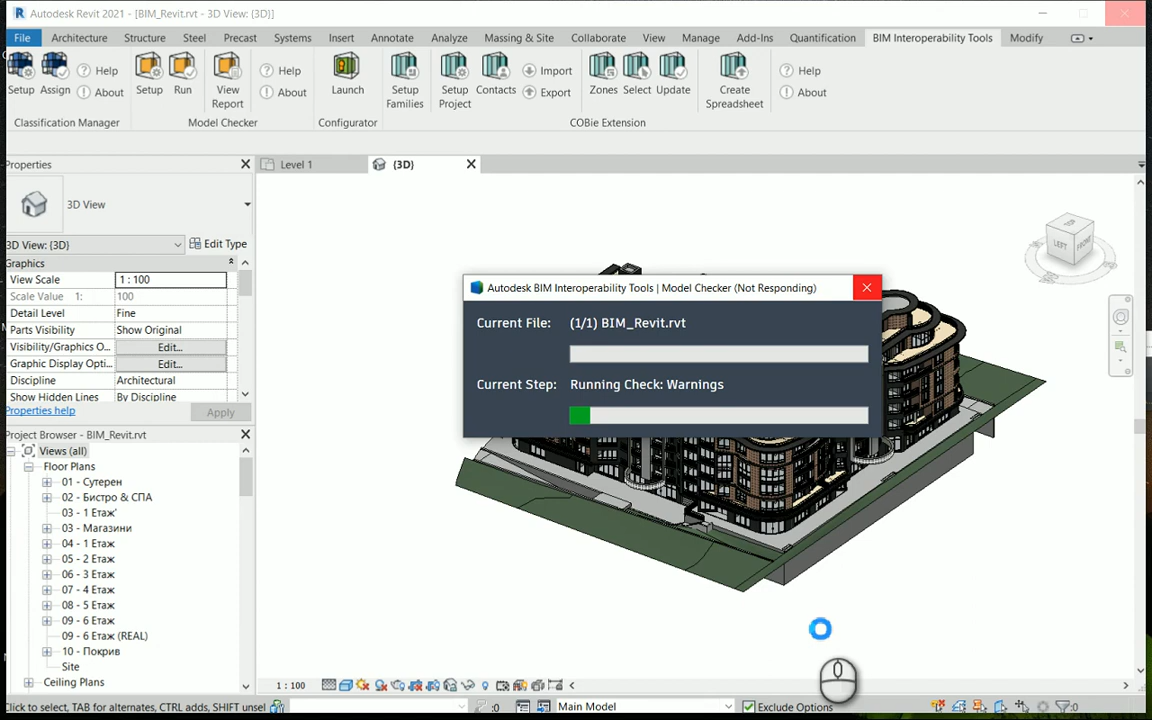 Autodesk Revit 2021 - [BIM_Revit.rvt - 3D View: {3D}]
File Architecture Structure Steel Precast Systems Insert Annotate Analyze Massing & Site Collaborate View Manage Add-Ins Quantification BIM Interoperability Tools Modify
Setup Assign Help About
Setup Run View Report Help About
Launch
Setup Families Setup Project Contacts Import Export Zones Select Update Create Spreadsheet Help About
Classification Manager Model Checker Configurator COBie Extension
Properties
Level 1
{3D}
3D View
3D View: {3D} Edit Type
Graphics
View Scale 1 : 100
Scale Value 1: 100
Detail Level Fine
Parts Visibility Show Original
Visibility/Graphics O... Edit...
Graphic Display Opti... Edit...
Discipline Architectural
Show Hidden Lines By Discipline
Properties help Apply
Project Browser - BIM_Revit.rvt
Views (all)
Floor Plans
01 - Сутерен
02 - Бистро & СПА
03 - 1 Етаж'
03 - Магазини
04 - 1 Етаж
05 - 2 Етаж
06 - 3 Етаж
07 - 4 Етаж
08 - 5 Етаж
09 - 6 Етаж
09 - 6 Етаж (REAL)
10 - Покрив
Site
Ceiling Plans
LEFT FRONT
Autodesk BIM Interoperability Tools | Model Checker (Not Responding)
Current File: (1/1) BIM_Revit.rvt
Current Step: Running Check: Warnings
1 : 100
Click to select, TAB for alternates, CTRL adds, SHIFT unsel
:0
Main Model
Exclude Options
:0